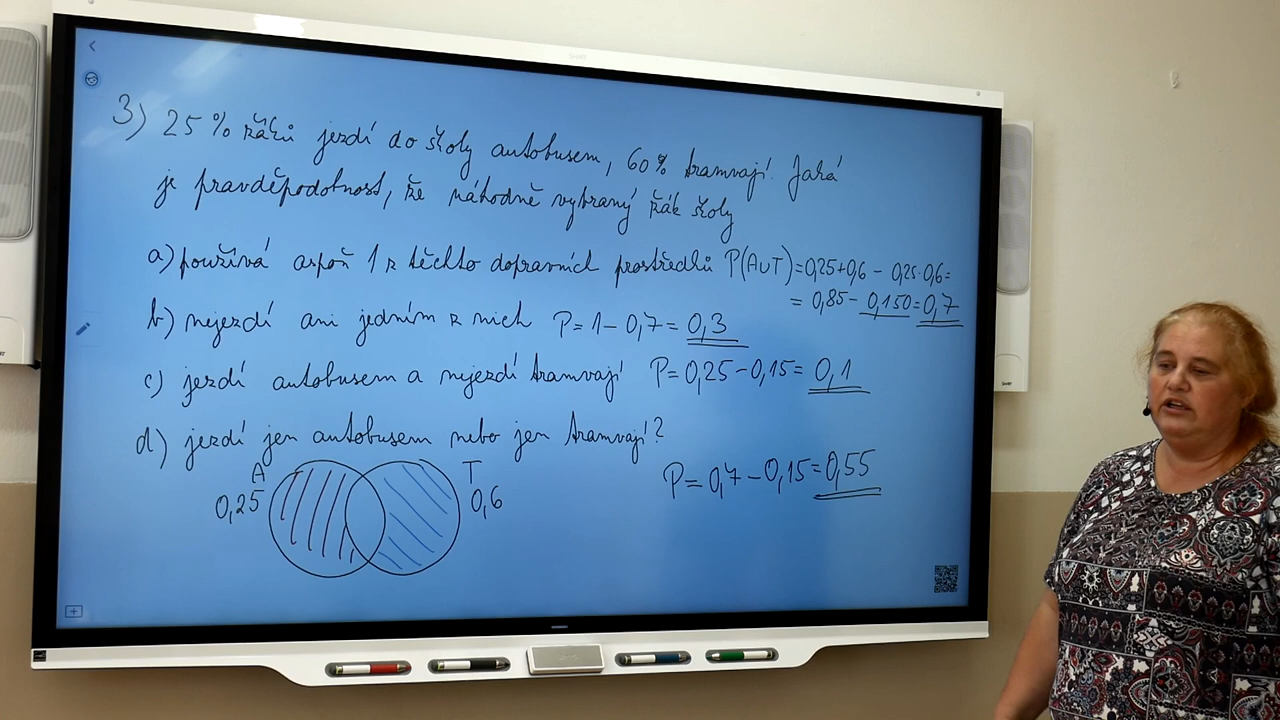 3) 25 % žáků jezdí do školy autobusem, 60 % tramvají. Jaká
je pravděpodobnost, že náhodně vybraný žák školy
a) používá aspoň 1 z těchto dopravních prostředků P(A∪T)=0,25+0,6 - 0,25·0,6=
= 0,85 - 0,150 = 0,7
b) nejezdí ani jedním z nich P= 1 - 0,7 = 0,3
c) jezdí autobusem a nejezdí tramvají P= 0,25 - 0,15 = 0,1
d) jezdí jen autobusem nebo jen tramvají?
A T
0,25 0,6
P= 0,7 - 0,15 = 0,55